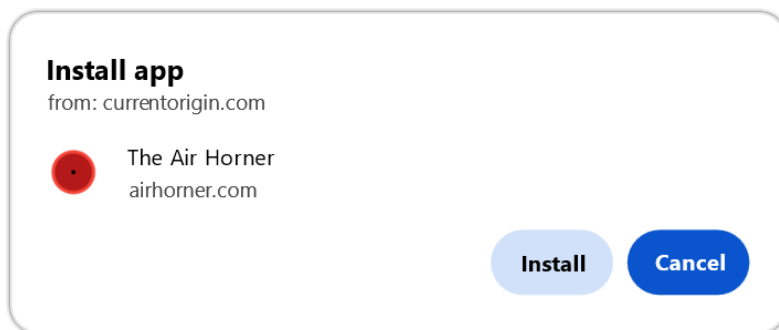 Install app
from: currentorigin.com
The Air Horner
airhorner.com
Install Cancel